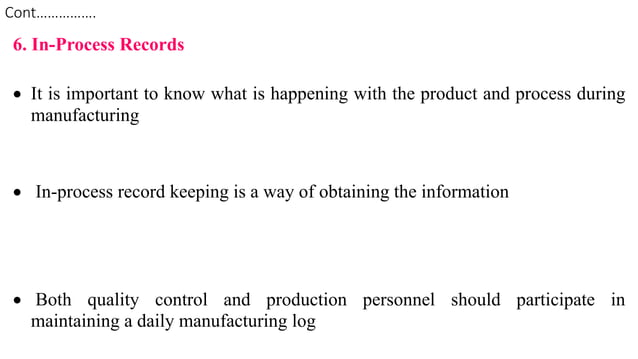 Cont…………….
6. In-Process Records
• It is important to know what is happening with the product and process during
manufacturing
• In-process record keeping is a way of obtaining the information
• Both quality control and production personnel should participate in
maintaining a daily manufacturing log